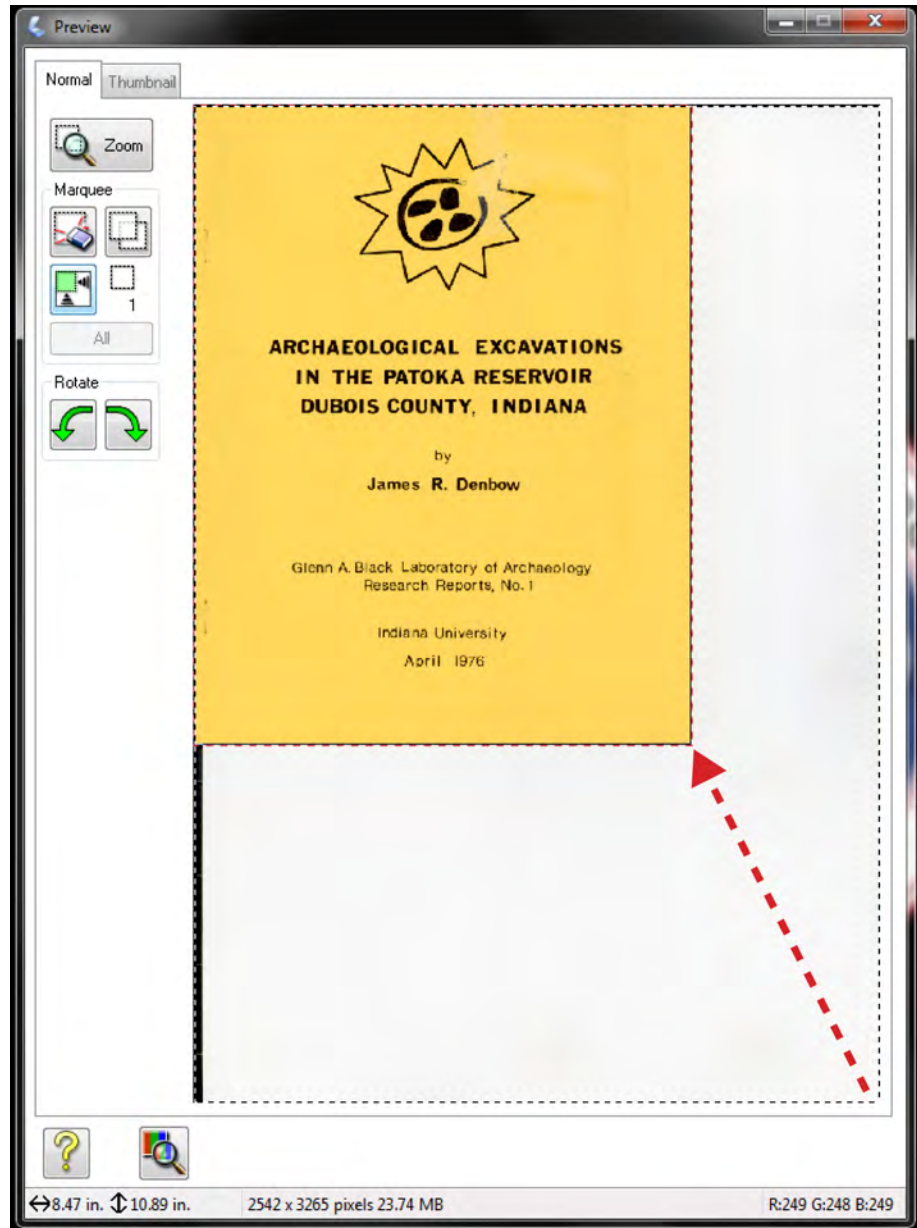 Preview
Normal
Thumbnail
Zoom
Marquee
1
All
Rotate
ARCHAEOLOGICAL EXCAVATIONS
IN THE PATOKA RESERVOIR
DUBOIS COUNTY, INDIANA
by
James R. Denbow
Glenn A. Black Laboratory of Archaeology
Research Reports, No. 1
Indiana University
April 1976
8.47 in. 10.89 in. 2542 x 3265 pixels 23.74 MB R:249 G:248 B:249